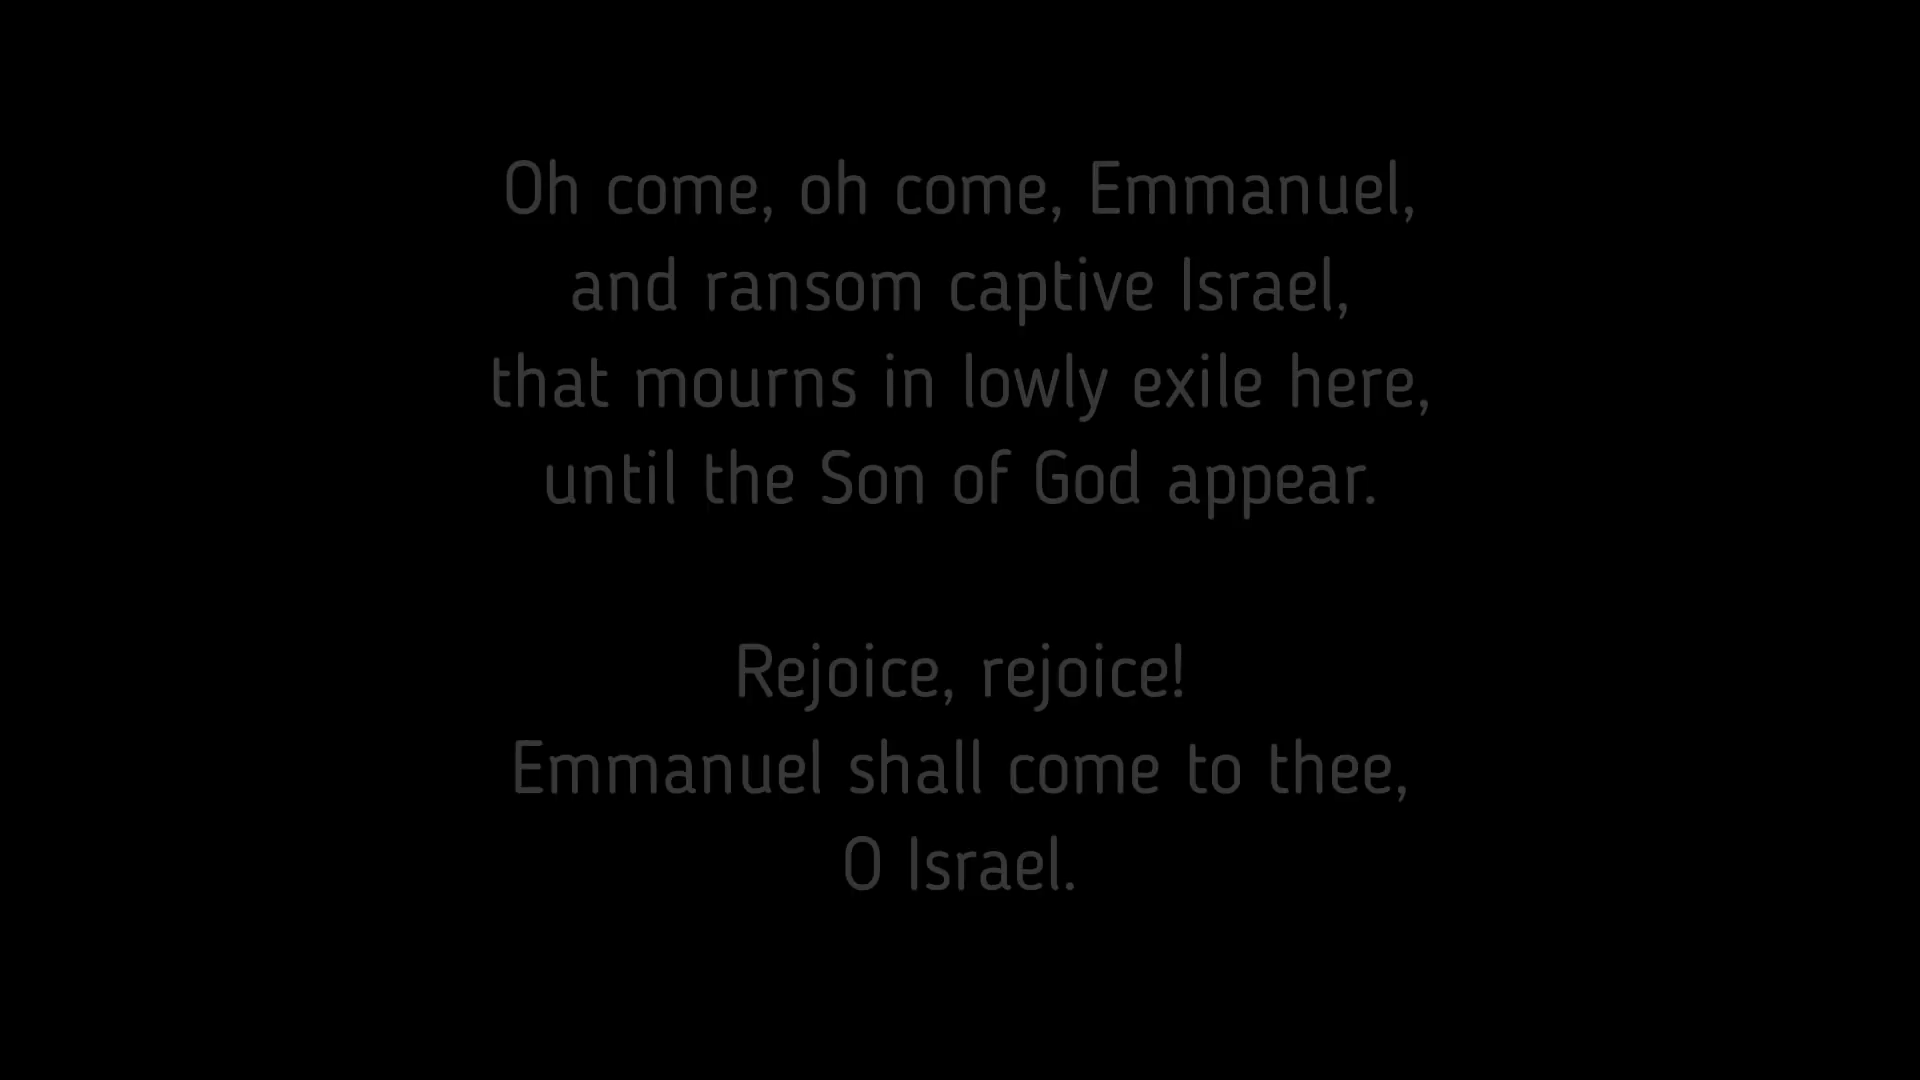 Oh come, oh come, Emmanuel,
and ransom captive Israel,
that mourns in lowly exile here,
until the Son of God appear.
Rejoice, rejoice!
Emmanuel shall come to thee,
O Israel.